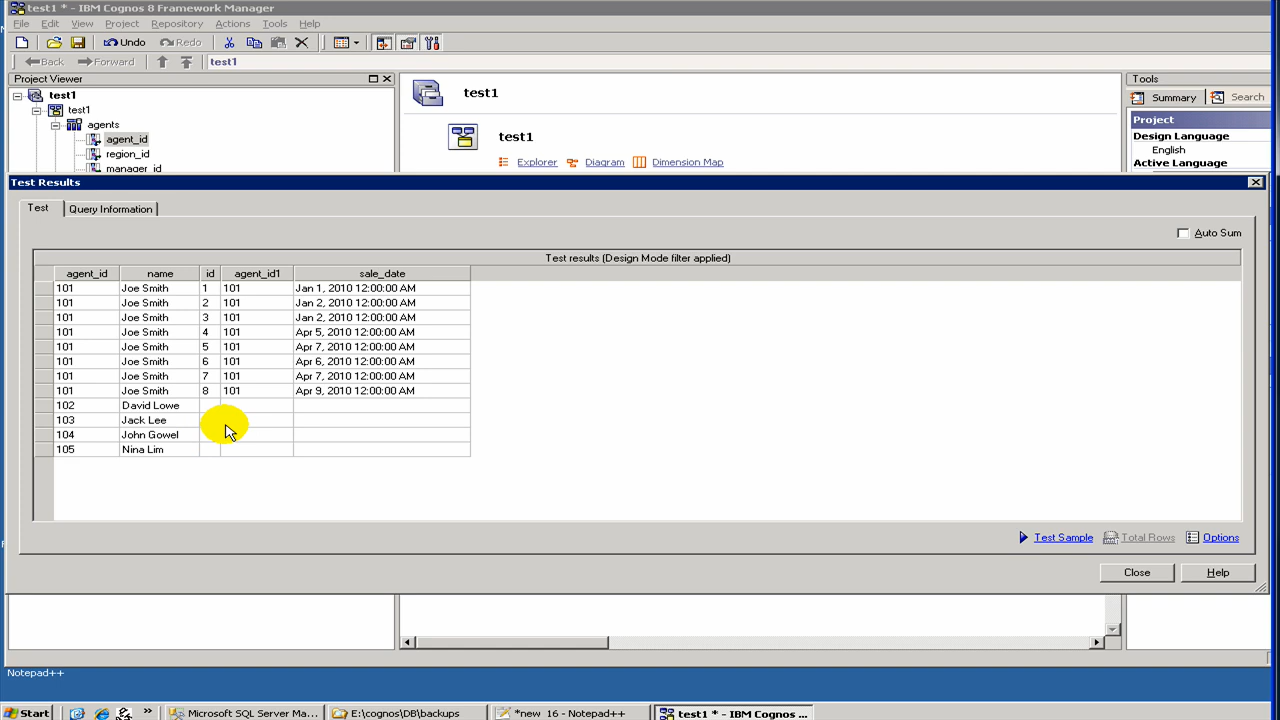 test1 * - IBM Cognos 8 Framework Manager
File Edit View Project Repository Actions Tools Help
Undo Redo
Back Forward test1
Project Viewer
test1
test1
agents
agent_id
region_id
manager_id
test1
test1
Explorer Diagram Dimension Map
Tools
Summary Search
Project
Design Language
English
Active Language
Test Results
Test Query Information
Auto Sum
Test results (Design Mode filter applied)
agent_id name id agent_id1 sale_date
101 Joe Smith 1 101 Jan 1, 2010 12:00:00 AM
101 Joe Smith 2 101 Jan 2, 2010 12:00:00 AM
101 Joe Smith 3 101 Jan 2, 2010 12:00:00 AM
101 Joe Smith 4 101 Apr 5, 2010 12:00:00 AM
101 Joe Smith 5 101 Apr 7, 2010 12:00:00 AM
101 Joe Smith 6 101 Apr 6, 2010 12:00:00 AM
101 Joe Smith 7 101 Apr 7, 2010 12:00:00 AM
101 Joe Smith 8 101 Apr 9, 2010 12:00:00 AM
102 David Lowe
103 Jack Lee
104 John Gowel
105 Nina Lim
Test Sample Total Rows Options
Close Help
Notepad++
Start » Microsoft SQL Server Ma... E:\cognos\DB\backups *new 16 - Notepad++ test1 * - IBM Cognos ...